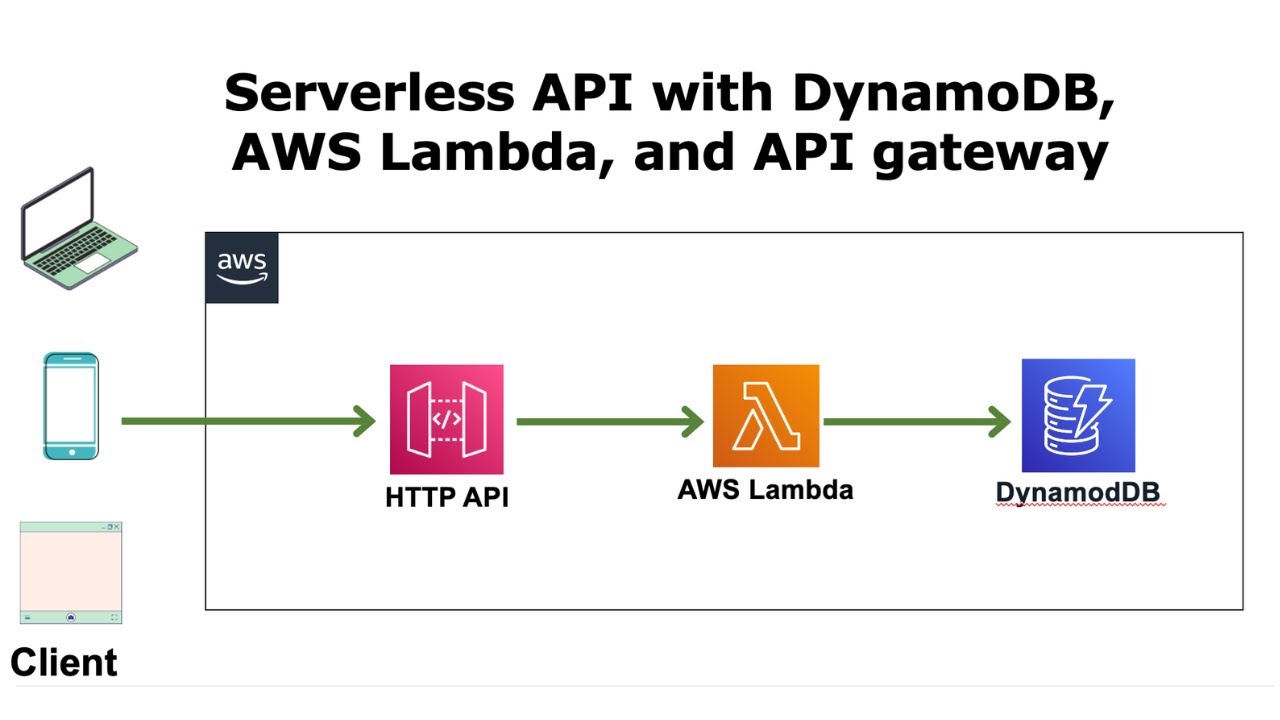 Serverless API with DynamoDB,
AWS Lambda, and API gateway
aws
</>
HTTP API
AWS Lambda
DynamodDB
Client